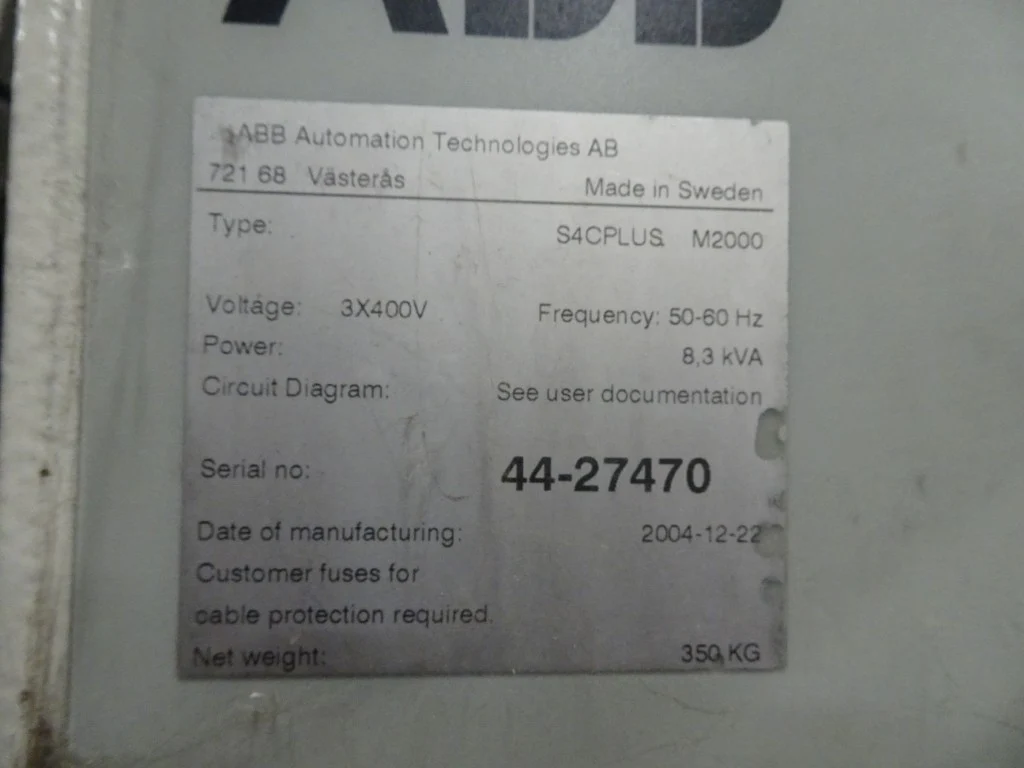 ABB
ABB Automation Technologies AB
721 68 Västerås Made in Sweden
Type: S4CPLUS M2000
Voltage: 3X400V Frequency: 50-60 Hz
Power: 8,3 kVA
Circuit Diagram: See user documentation
Serial no: 44-27470
Date of manufacturing: 2004-12-22
Customer fuses for
cable protection required.
Net weight: 350 KG